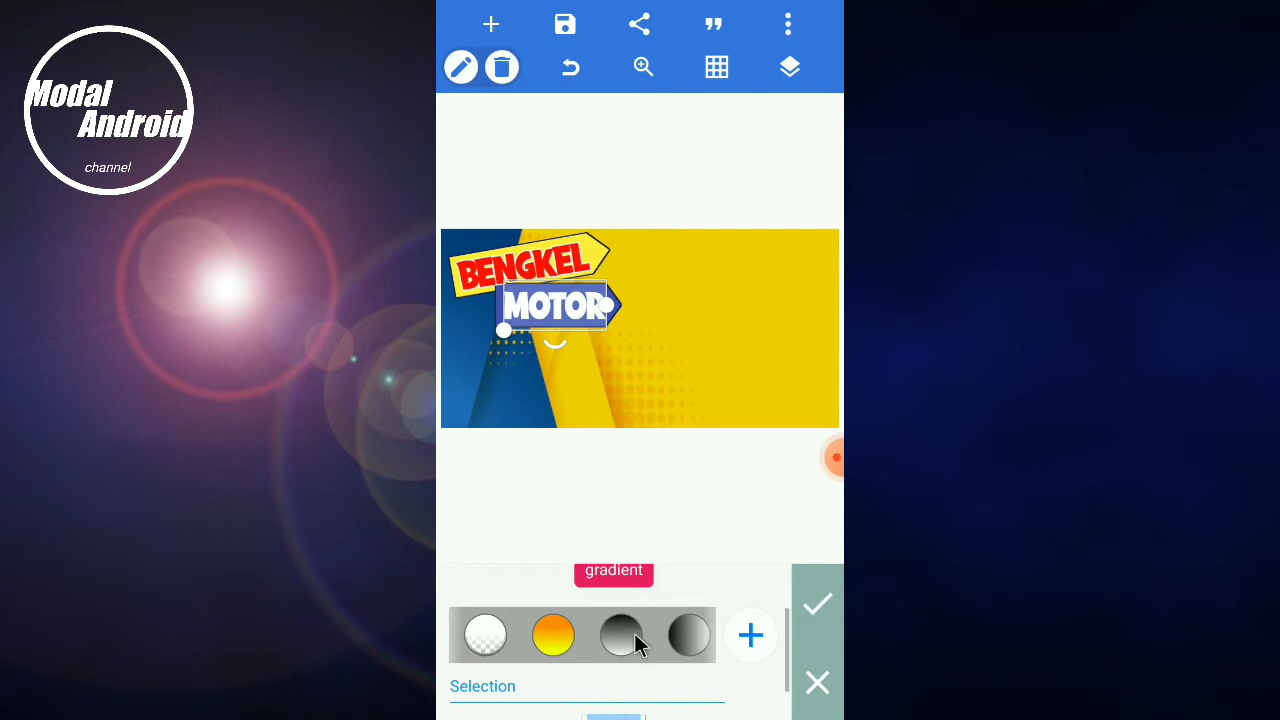 Modal
Android
channel
BENGKEL
MOTOR
gradient
Selection